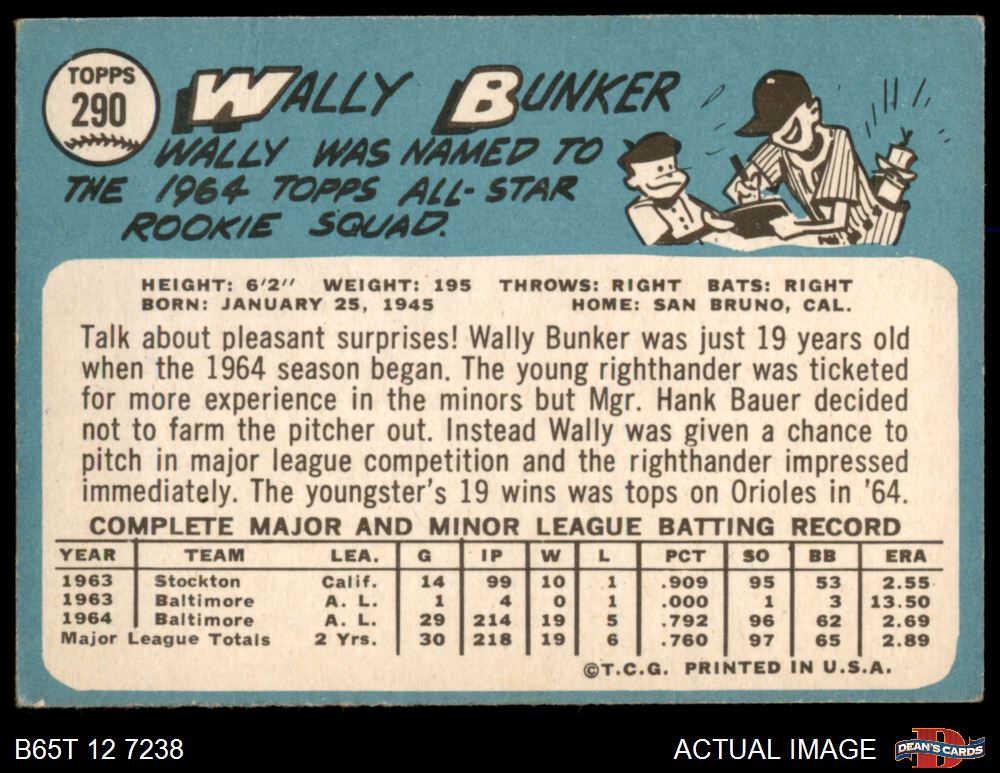 TOPPS
290
WALLY BUNKER
WALLY WAS NAMED TO
THE 1964 TOPPS ALL-STAR
ROOKIE SQUAD.
HEIGHT: 6'2" WEIGHT: 195 THROWS: RIGHT BATS: RIGHT
BORN: JANUARY 25, 1945 HOME: SAN BRUNO, CAL.
Talk about pleasant surprises! Wally Bunker was just 19 years old
when the 1964 season began. The young righthander was ticketed
for more experience in the minors but Mgr. Hank Bauer decided
not to farm the pitcher out. Instead Wally was given a chance to
pitch in major league competition and the righthander impressed
immediately. The youngster's 19 wins was tops on Orioles in '64.
COMPLETE MAJOR AND MINOR LEAGUE BATTING RECORD
YEAR TEAM LEA. G IP W L PCT SO BB ERA
1963 Stockton Calif. 14 99 10 1 .909 95 53 2.55
1963 Baltimore A. L. 1 4 0 1 .000 1 3 13.50
1964 Baltimore A. L. 29 214 19 5 .792 96 62 2.69
Major League Totals 2 Yrs. 30 218 19 6 .760 97 65 2.89
©T.C.G. PRINTED IN U.S.A.
B65T 12 7238 ACTUAL IMAGE DEAN'S CARDS